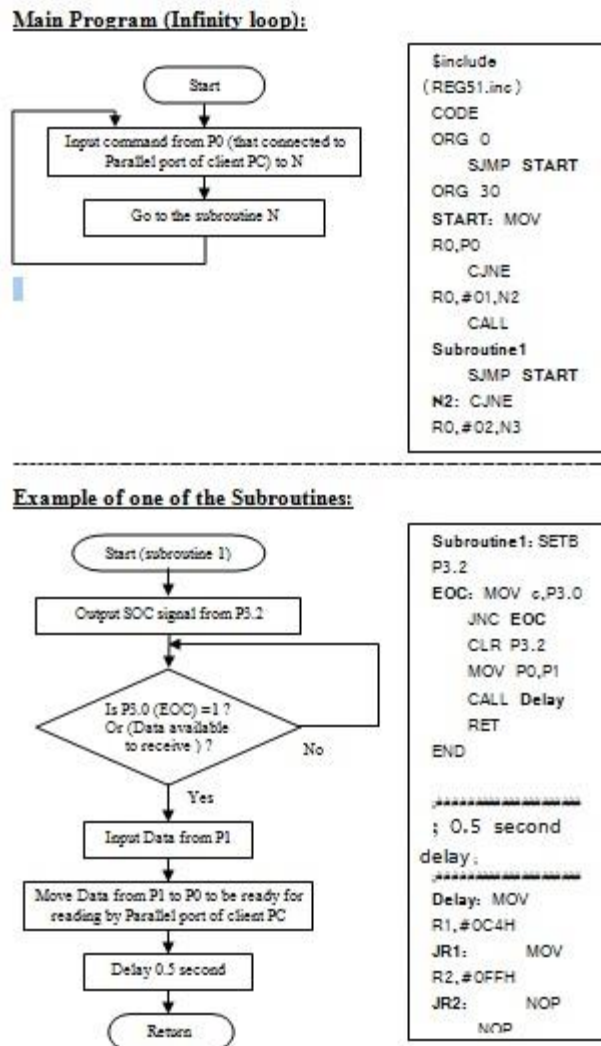 Main Program (Infinity loop):
Start
Input command from P0 (that connected to
Parallel port of client PC) to N
Go to the subroutine N
$include
(REG51.inc)
CODE
ORG 0
SJMP START
ORG 30
START: MOV
R0,P0
CJNE
R0,#01,N2
CALL
Subroutine1
SJMP START
N2: CJNE
R0,#02,N3
Example of one of the Subroutines:
Start (subroutine 1)
Output SOC signal from P3.2
Is P3.0 (EOC) =1 ?
Or (Data available
to receive ) ?
No
Yes
Input Data from P1
Move Data from P1 to P0 to be ready for
reading by Parallel port of client PC
Delay 0.5 second
Return
Subroutine1: SETB
P3.2
EOC: MOV c,P3.0
JNC EOC
CLR P3.2
MOV P0,P1
CALL Delay
RET
END
; 0.5 second
delay;
Delay: MOV
R1,#0C4H
JR1: MOV
R2,#0FFH
JR2: NOP
NOP